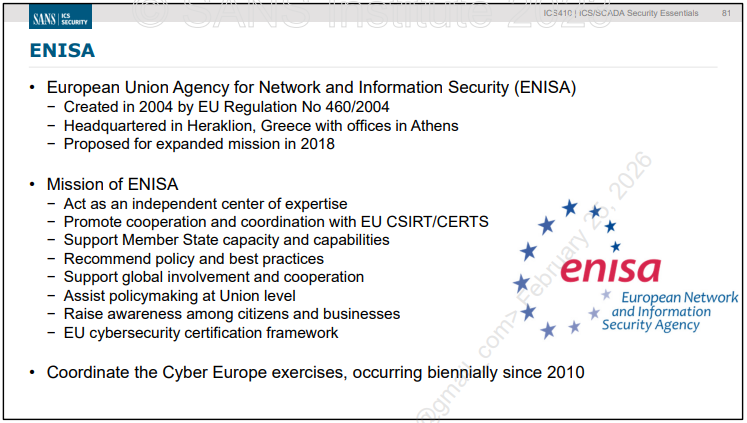 © SANS Institute 2026
SANS | ICS SECURITY
ICS410 | ICS/SCADA Security Essentials 81
ENISA
• European Union Agency for Network and Information Security (ENISA)
− Created in 2004 by EU Regulation No 460/2004
− Headquartered in Heraklion, Greece with offices in Athens
− Proposed for expanded mission in 2018
• Mission of ENISA
− Act as an independent center of expertise
− Promote cooperation and coordination with EU CSIRT/CERTS
− Support Member State capacity and capabilities
− Recommend policy and best practices
− Support global involvement and cooperation
− Assist policymaking at Union level
− Raise awareness among citizens and businesses
− EU cybersecurity certification framework
• Coordinate the Cyber Europe exercises, occurring biennially since 2010
enisa
European Network
and Information
Security Agency
@gmail.com> February 25, 2026